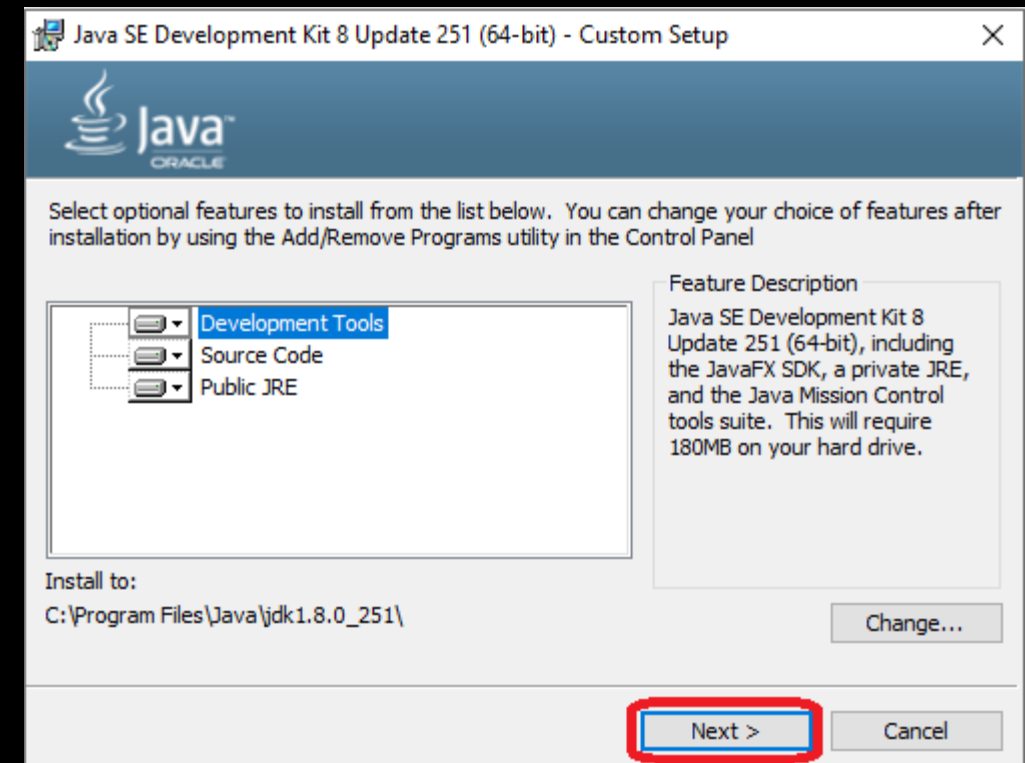 Java SE Development Kit 8 Update 251 (64-bit) - Custom Setup
Java™
ORACLE
Select optional features to install from the list below.  You can change your choice of features after
installation by using the Add/Remove Programs utility in the Control Panel
Development Tools
Source Code
Public JRE
Feature Description
Java SE Development Kit 8
Update 251 (64-bit), including
the JavaFX SDK, a private JRE,
and the Java Mission Control
tools suite.  This will require
180MB on your hard drive.
Install to:
C:\Program Files\Java\jdk1.8.0_251\
Change...
Next >
Cancel